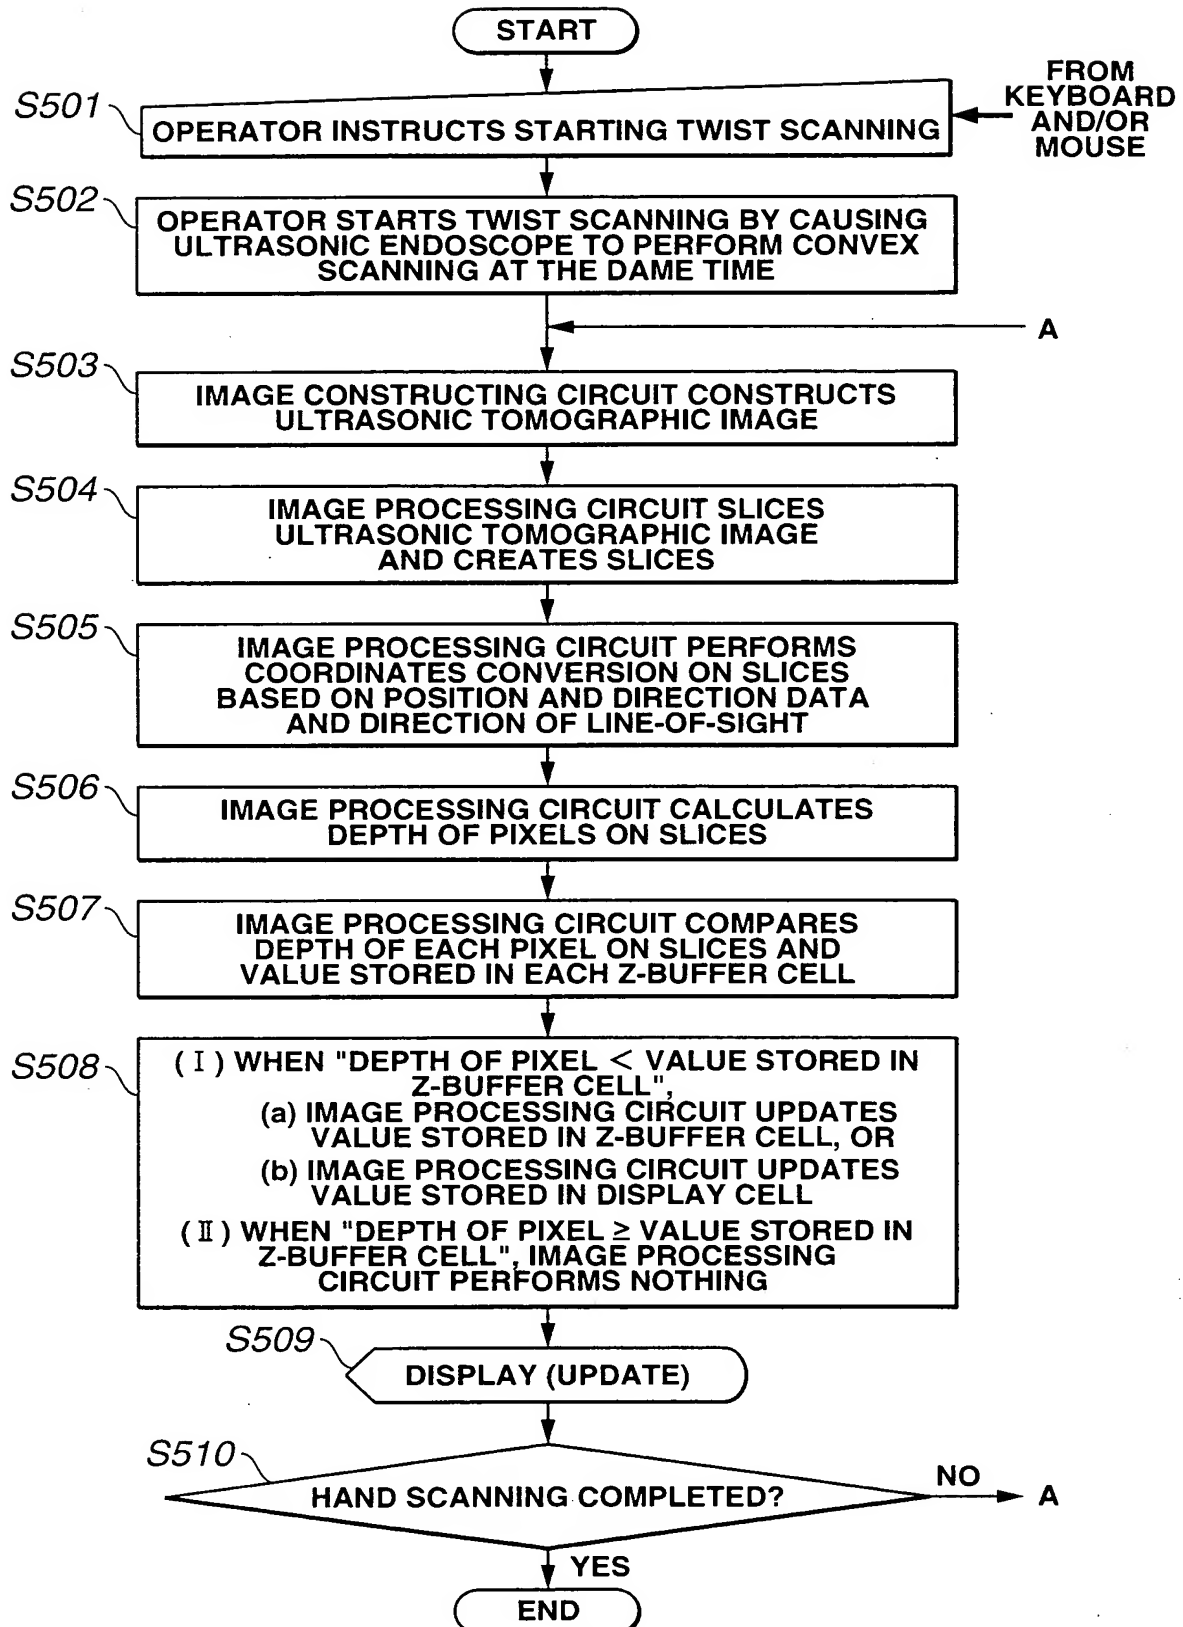 START
FROM
KEYBOARD
AND/OR
MOUSE
S501
OPERATOR INSTRUCTS STARTING TWIST SCANNING
S502
OPERATOR STARTS TWIST SCANNING BY CAUSING
ULTRASONIC ENDOSCOPE TO PERFORM CONVEX
SCANNING AT THE DAME TIME
A
S503
IMAGE CONSTRUCTING CIRCUIT CONSTRUCTS
ULTRASONIC TOMOGRAPHIC IMAGE
S504
IMAGE PROCESSING CIRCUIT SLICES
ULTRASONIC TOMOGRAPHIC IMAGE
AND CREATES SLICES
S505
IMAGE PROCESSING CIRCUIT PERFORMS
COORDINATES CONVERSION ON SLICES
BASED ON POSITION AND DIRECTION DATA
AND DIRECTION OF LINE-OF-SIGHT
S506
IMAGE PROCESSING CIRCUIT CALCULATES
DEPTH OF PIXELS ON SLICES
S507
IMAGE PROCESSING CIRCUIT COMPARES
DEPTH OF EACH PIXEL ON SLICES AND
VALUE STORED IN EACH Z-BUFFER CELL
S508
(Ⅰ) WHEN "DEPTH OF PIXEL < VALUE STORED IN
Z-BUFFER CELL",
(a) IMAGE PROCESSING CIRCUIT UPDATES
VALUE STORED IN Z-BUFFER CELL, OR
(b) IMAGE PROCESSING CIRCUIT UPDATES
VALUE STORED IN DISPLAY CELL
(Ⅱ) WHEN "DEPTH OF PIXEL ≥ VALUE STORED IN
Z-BUFFER CELL", IMAGE PROCESSING
CIRCUIT PERFORMS NOTHING
S509
DISPLAY (UPDATE)
S510
HAND SCANNING COMPLETED?
NO
A
YES
END